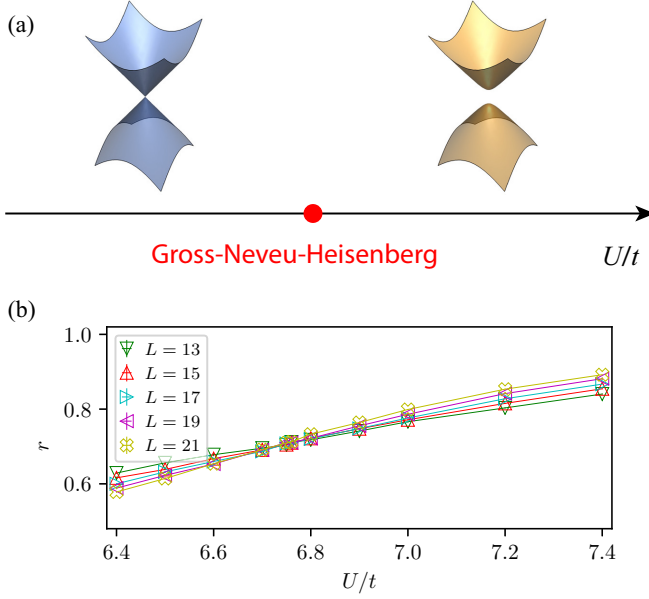 (a)
Gross-Neveu-Heisenberg
U/t
(b)
1.0
0.8
0.6
r
L = 13
L = 15
L = 17
L = 19
L = 21
6.4 6.6 6.8 7.0 7.2 7.4
U/t